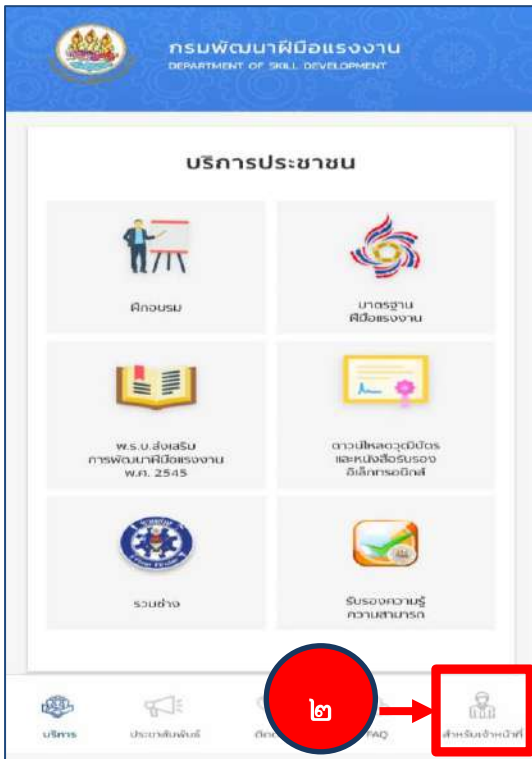 กรมพัฒนาฝีมือแรงงาน
DEPARTMENT OF SKILL DEVELOPMENT
บริการประชาชน
ฝึกอบรม
มาตรฐาน
ฝีมือแรงงาน
พ.ร.บ.ส่งเสริม
การพัฒนาฝีมือแรงงาน
พ.ศ. 2545
ดาวน์โหลดวุฒิบัตร
และหนังสือรับรอง
อิเล็กทรอนิกส์
รวมช่าง
รับรองความรู้
ความสามารถ
๒
บริการ
ประชาสัมพันธ์
FAQ
สำหรับเจ้าหน้าที่